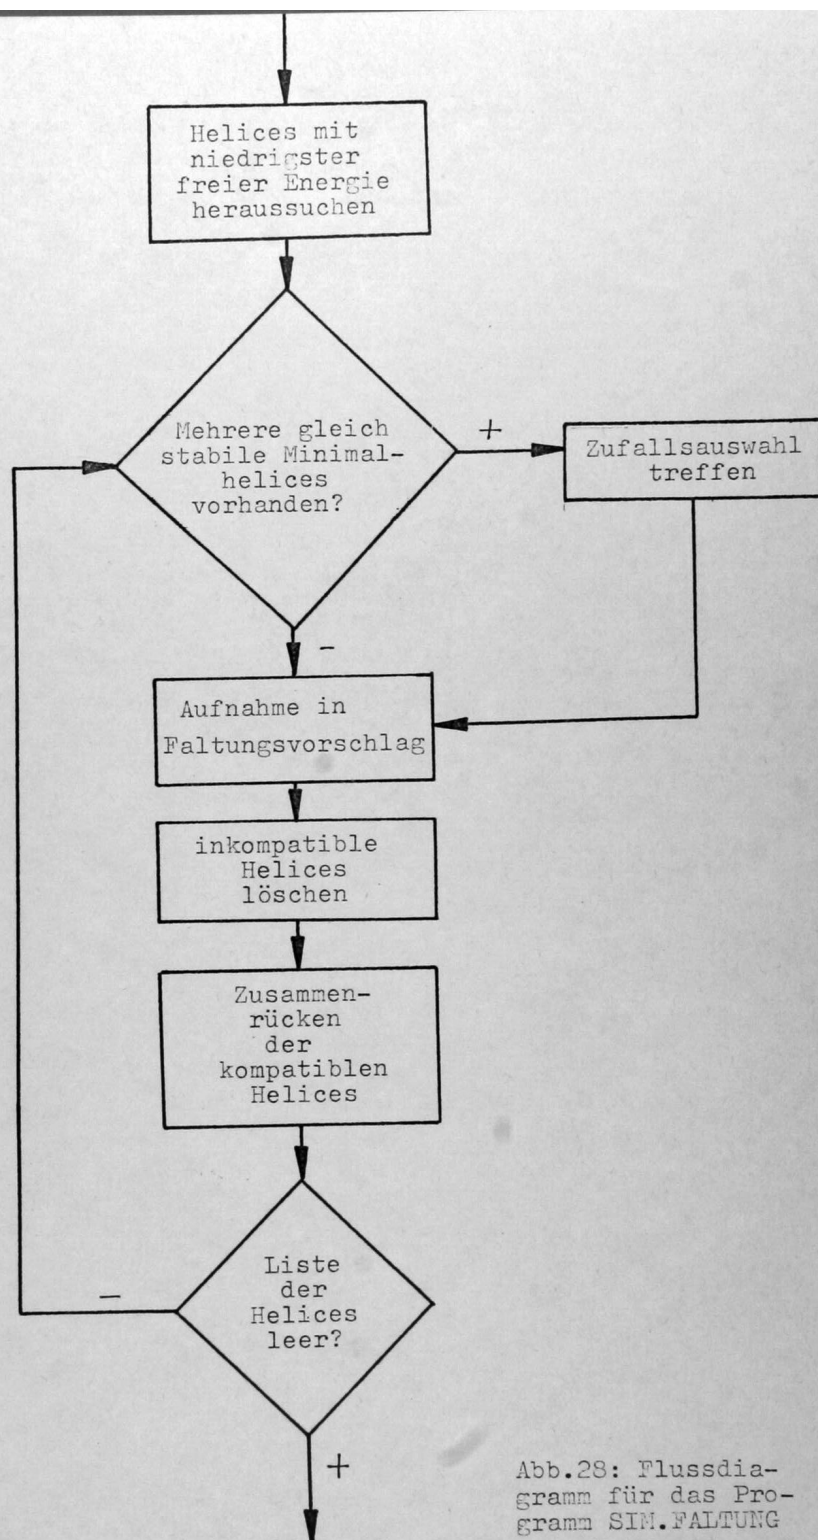 Helices mit
niedrigster
freier Energie
heraussuchen
Mehrere gleich
stabile Minimal-
helices
vorhanden?
+
Zufallsauswahl
treffen
-
Aufnahme in
Faltungsvorschlag
inkompatible
Helices
löschen
Zusammen-
rücken
der
kompatiblen
Helices
Liste
der
Helices
leer?
-
+
Abb.28: Flussdia-
gramm für das Pro-
gramm SIM.FALTUNG